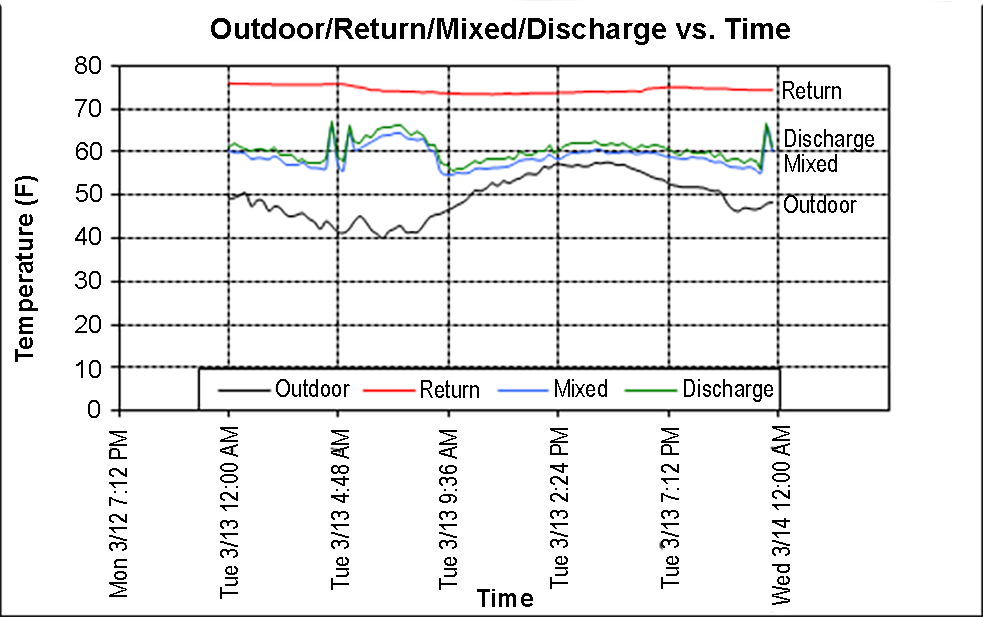 Outdoor/Return/Mixed/Discharge vs. Time
Temperature (F)
80
70
60
50
40
30
20
10
0
Return
Discharge
Mixed
Outdoor
Outdoor Return Mixed Discharge
Mon 3/12 7:12 PM
Tue 3/13 12:00 AM
Tue 3/13 4:48 AM
Tue 3/13 9:36 AM
Tue 3/13 2:24 PM
Tue 3/13 7:12 PM
Wed 3/14 12:00 AM
Time